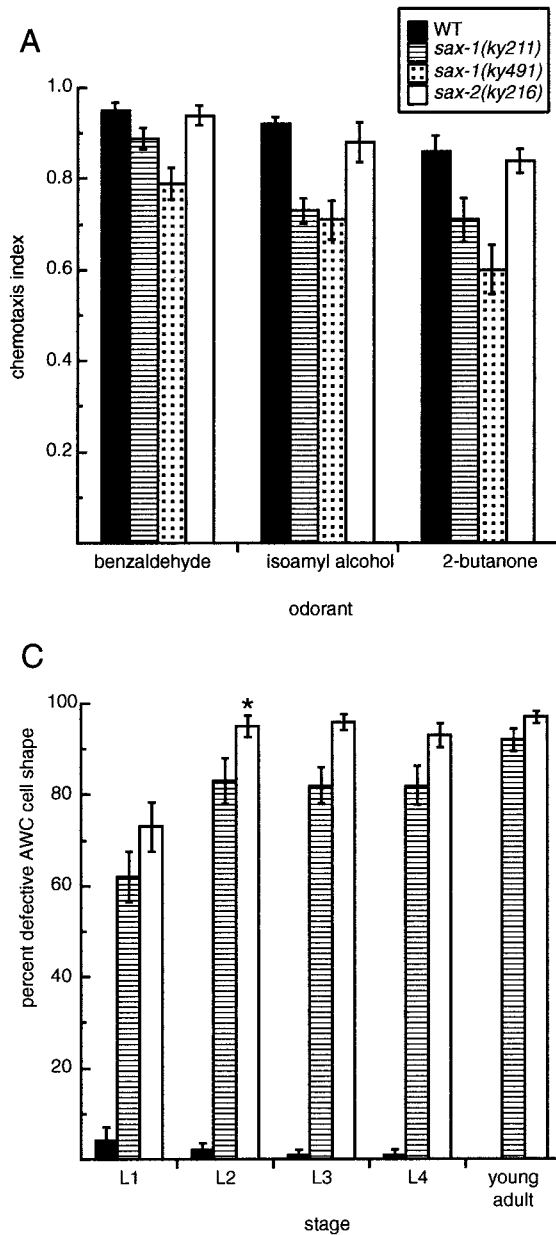 A
WT
sax-1(ky211)
sax-1(ky491)
sax-2(ky216)
chemotaxis index
1.0
0.8
0.6
0.4
0.2
benzaldehyde isoamyl alcohol 2-butanone
odorant
C
percent defective AWC cell shape
100
80
60
40
20
*
L1 L2 L3 L4 young
adult
stage